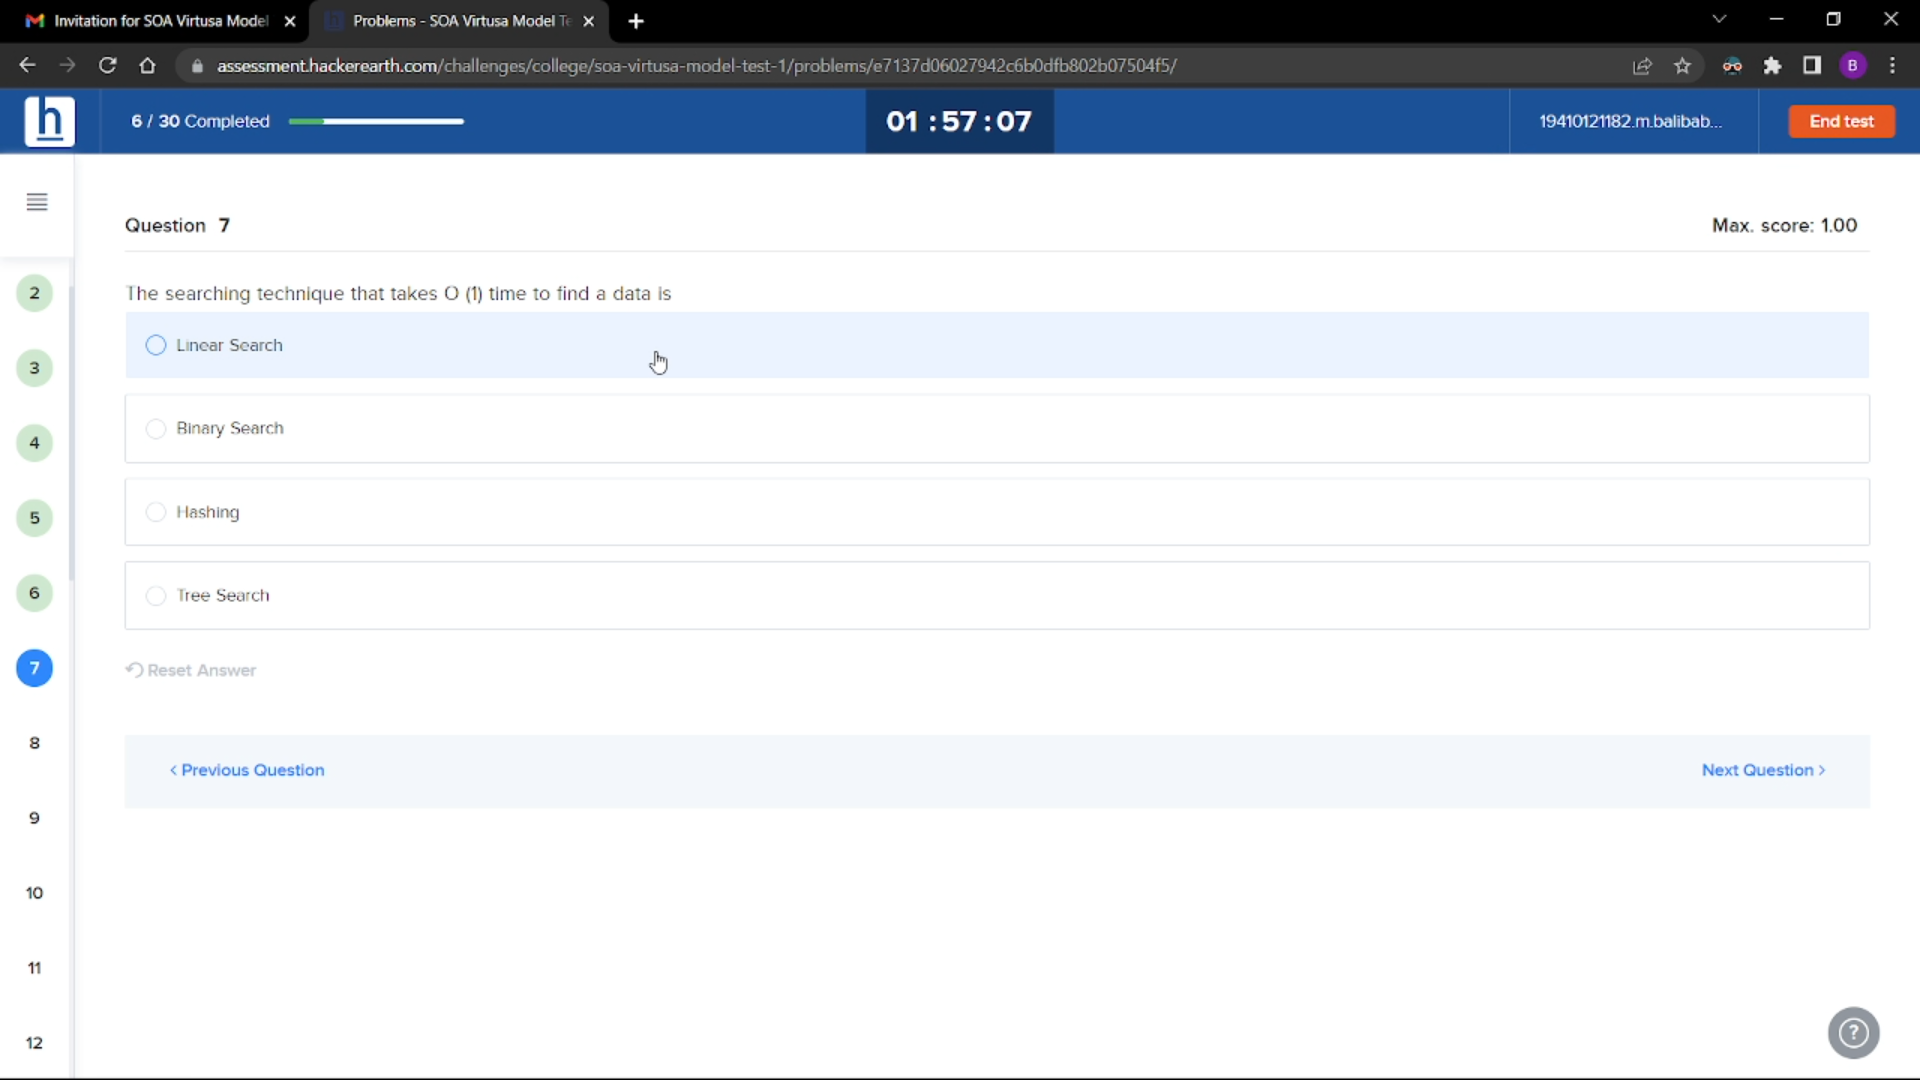 Invitation for SOA Virtusa Model
Problems - SOA Virtusa Model Te
assessment.hackerearth.com/challenges/college/soa-virtusa-model-test-1/problems/e7137d06027942c6b0dfb802b07504f5/
B
h
6 / 30 Completed
01 : 57 : 07
19410121182.m.balibab...
End test
Question 7
Max. score: 1.00
The searching technique that takes O (1) time to find a data is
Linear Search
Binary Search
Hashing
Tree Search
Reset Answer
< Previous Question
Next Question >
2
3
4
5
6
7
8
9
10
11
12
?